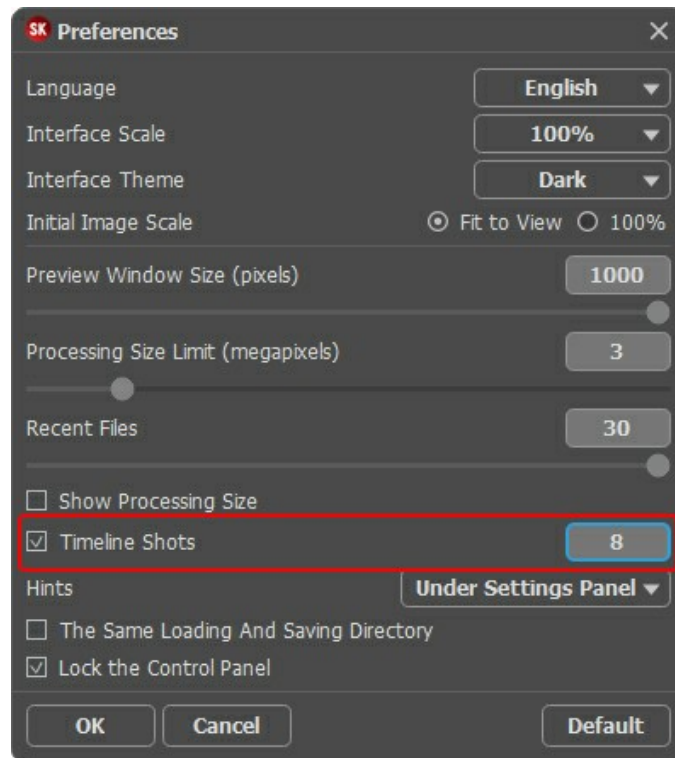 SK Preferences
Language English
Interface Scale 100%
Interface Theme Dark
Initial Image Scale Fit to View 100%
Preview Window Size (pixels) 1000
Processing Size Limit (megapixels) 3
Recent Files 30
Show Processing Size
Timeline Shots 8
Hints Under Settings Panel
The Same Loading And Saving Directory
Lock the Control Panel
OK Cancel Default